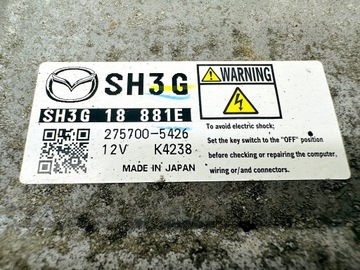 SH3G
SH3G 18 881E
275700-5426
12V K4238
MADE IN JAPAN
WARNING
To avoid electric shock;
Set the key switch to the "OFF" position
before checking or repairing the computer,
wiring or/and connectors.